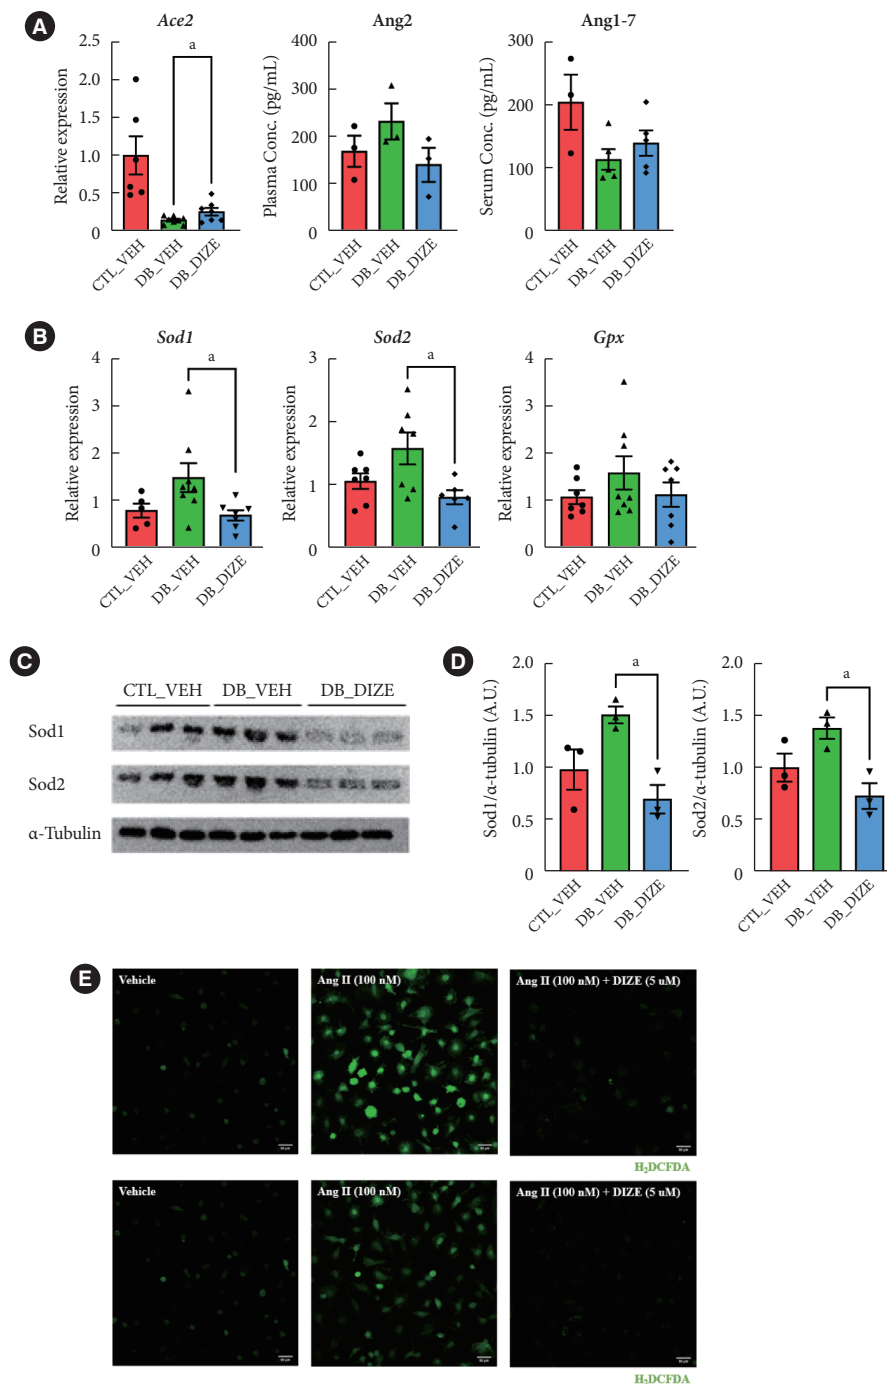 A
Ace2
Relative expression
2.5
2.0
1.5
1.0
0.5
0
a
CTL_VEH
DB_VEH
DB_DIZE
Ang2
Plasma Conc. (pg/mL)
400
300
200
100
0
CTL_VEH
DB_VEH
DB_DIZE
Ang1-7
Serum Conc. (pg/mL)
300
200
100
0
CTL_VEH
DB_VEH
DB_DIZE
B
Sod1
Relative expression
4
3
2
1
0
a
CTL_VEH
DB_VEH
DB_DIZE
Sod2
Relative expression
3
2
1
0
a
CTL_VEH
DB_VEH
DB_DIZE
Gpx
Relative expression
4
3
2
1
0
CTL_VEH
DB_VEH
DB_DIZE
C
CTL_VEH DB_VEH DB_DIZE
Sod1
Sod2
α-Tubulin
D
Sod1/α-tubulin (A.U.)
2.0
1.5
1.0
0.5
0
a
CTL_VEH
DB_VEH
DB_DIZE
Sod2/α-tubulin (A.U.)
2.0
1.5
1.0
0.5
0
a
CTL_VEH
DB_VEH
DB_DIZE
E
Vehicle
Ang II (100 nM)
Ang II (100 nM) + DIZE (5 uM)
H₂DCFDA
Vehicle
Ang II (100 nM)
Ang II (100 nM) + DIZE (5 uM)
H₂DCFDA